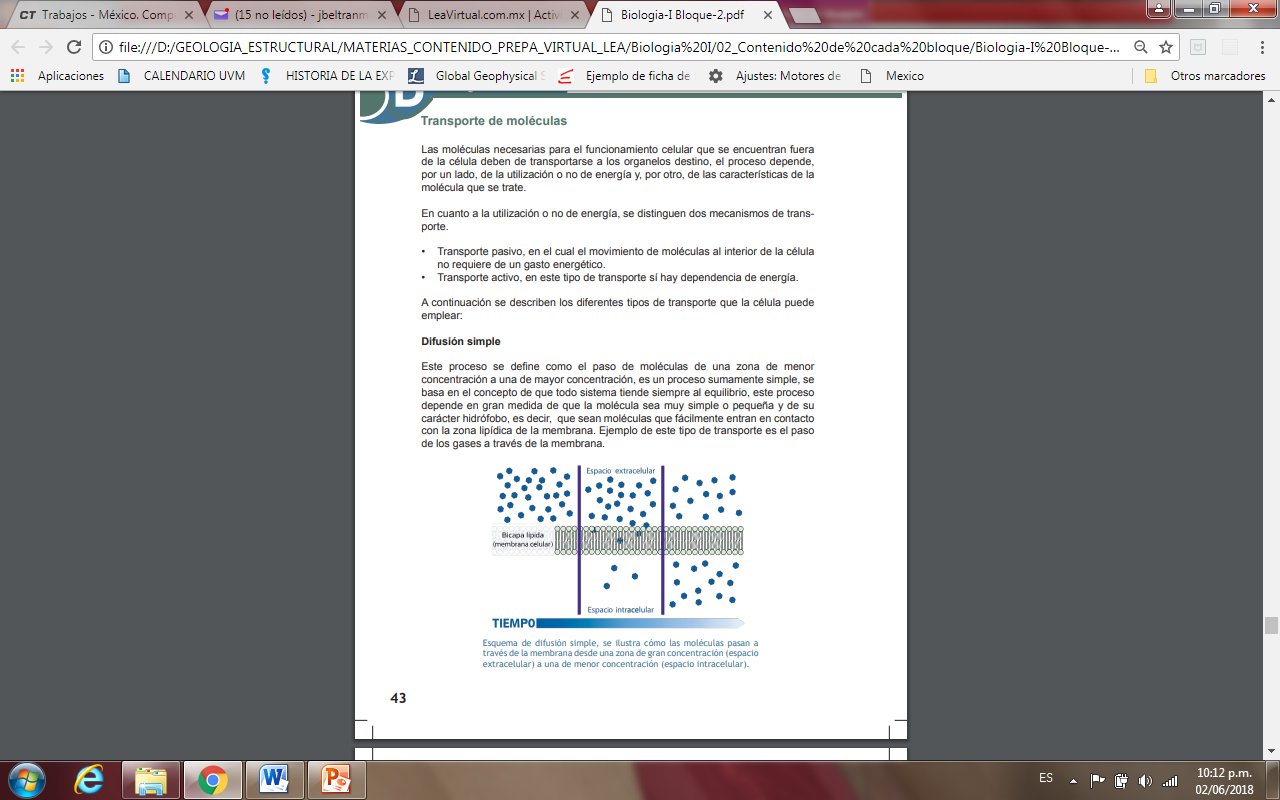 CT Trabajos - México. Comp
(15 no leídos) - jbeltranm
LeaVirtual.com.mx | Activi
Biologia-I Bloque-2.pdf
file:///D:/GEOLOGIA_ESTRUCTURAL/MATERIAS_CONTENIDO_PREPA_VIRTUAL_LEA/Biologia%20I/02_Contenido%20de%20cada%20bloque/Biologia-I%20Bloque-...
Aplicaciones
CALENDARIO UVM
HISTORIA DE LA EXP
Global Geophysical S
Ejemplo de ficha de
Ajustes: Motores de
Mexico
Otros marcadores
Transporte de moléculas
Las moléculas necesarias para el funcionamiento celular que se encuentran fuera
de la célula deben de transportarse a los organelos destino, el proceso depende,
por un lado, de la utilización o no de energía y, por otro, de las características de la
molécula que se trate.
En cuanto a la utilización o no de energía, se distinguen dos mecanismos de trans-
porte.
• Transporte pasivo, en el cual el movimiento de moléculas al interior de la célula
no requiere de un gasto energético.
• Transporte activo, en este tipo de transporte sí hay dependencia de energía.
A continuación se describen los diferentes tipos de transporte que la célula puede
emplear:
Difusión simple
Este proceso se define como el paso de moléculas de una zona de menor
concentración a una de mayor concentración, es un proceso sumamente simple, se
basa en el concepto de que todo sistema tiende siempre al equilibrio, este proceso
depende en gran medida de que la molécula sea muy simple o pequeña y de su
carácter hidrófobo, es decir, que sean moléculas que fácilmente entran en contacto
con la zona lipídica de la membrana. Ejemplo de este tipo de transporte es el paso
de los gases a través de la membrana.
Espacio extracelular
Bicapa lípida
(membrana celular)
Espacio intracelular
TIEMPO
Esquema de difusión simple, se ilustra cómo las moléculas pasan a
través de la membrana desde una zona de gran concentración (espacio
extracelular) a una de menor concentración (espacio intracelular).
43
ES
10:12 p.m.
02/06/2018